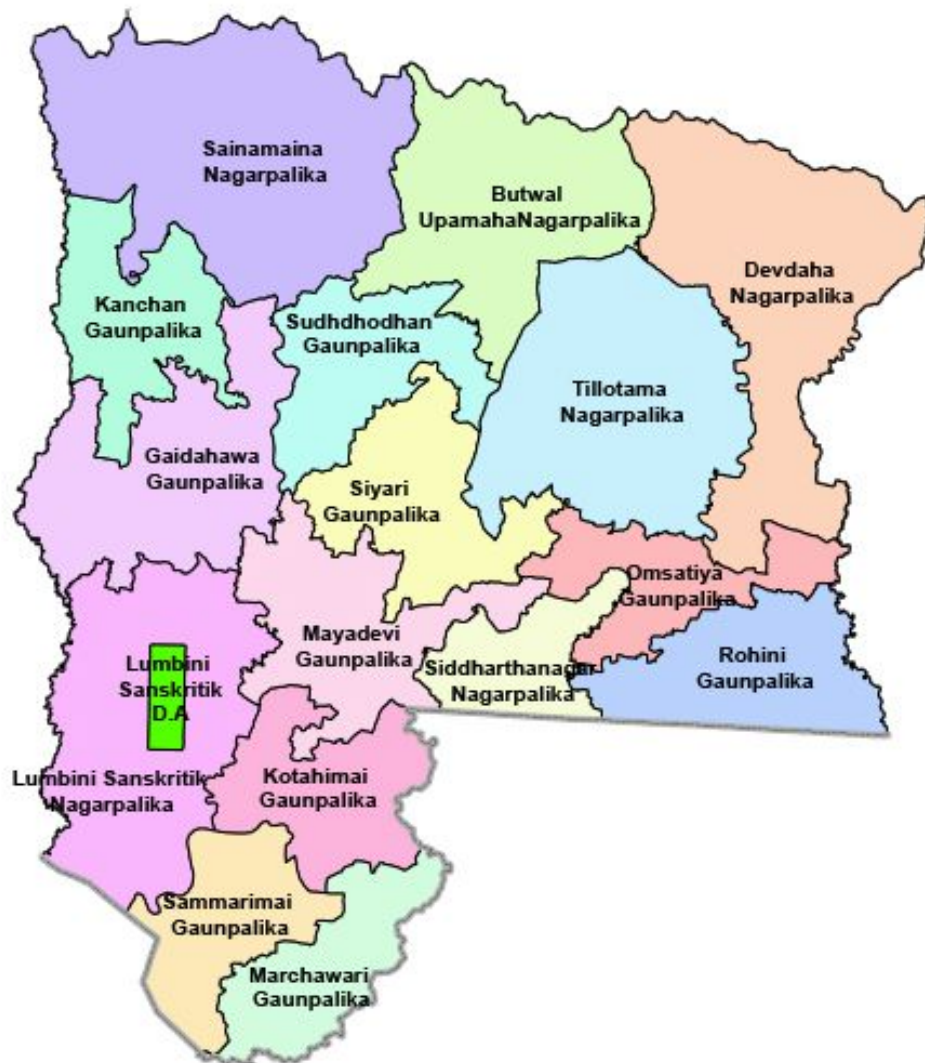 Sainamaina
Nagarpalika
Butwal
UpamahaNagarpalika
Devdaha
Nagarpalika
Kanchan
Gaunpalika
Sudhdhodhan
Gaunpalika
Tillotama
Nagarpalika
Gaidahawa
Gaunpalika
Siyari
Gaunpalika
Omsatiya
Gaunpalika
Mayadevi
Gaunpalika
Siddharthanagar
Nagarpalika
Rohini
Gaunpalika
Lumbini
Sanskritik
D.A
Lumbini Sanskritik
Nagarpalika
Kotahimai
Gaunpalika
Sammarimai
Gaunpalika
Marchawari
Gaunpalika